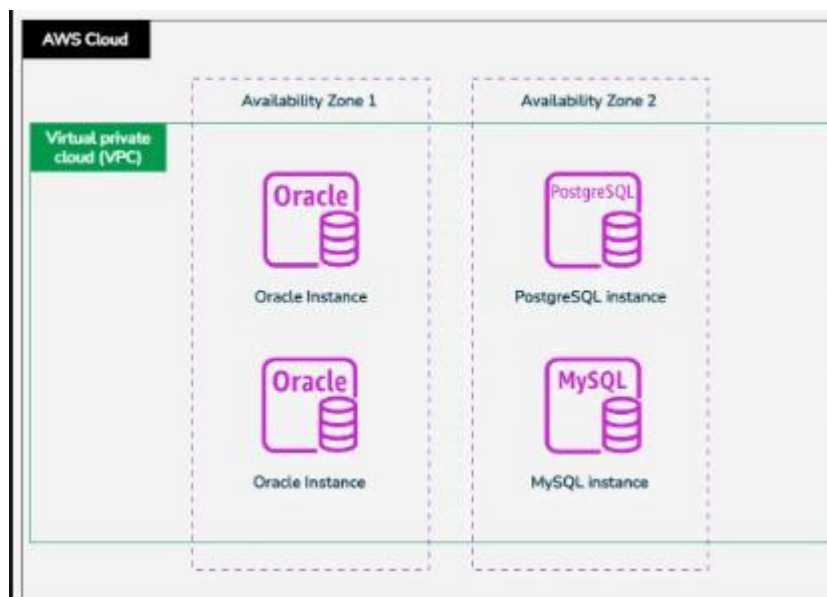 AWS Cloud
Availability Zone 1
Availability Zone 2
Virtual private
cloud (VPC)
Oracle
PostgreSQL
Oracle Instance
PostgreSQL instance
Oracle
MySQL
Oracle Instance
MySQL instance